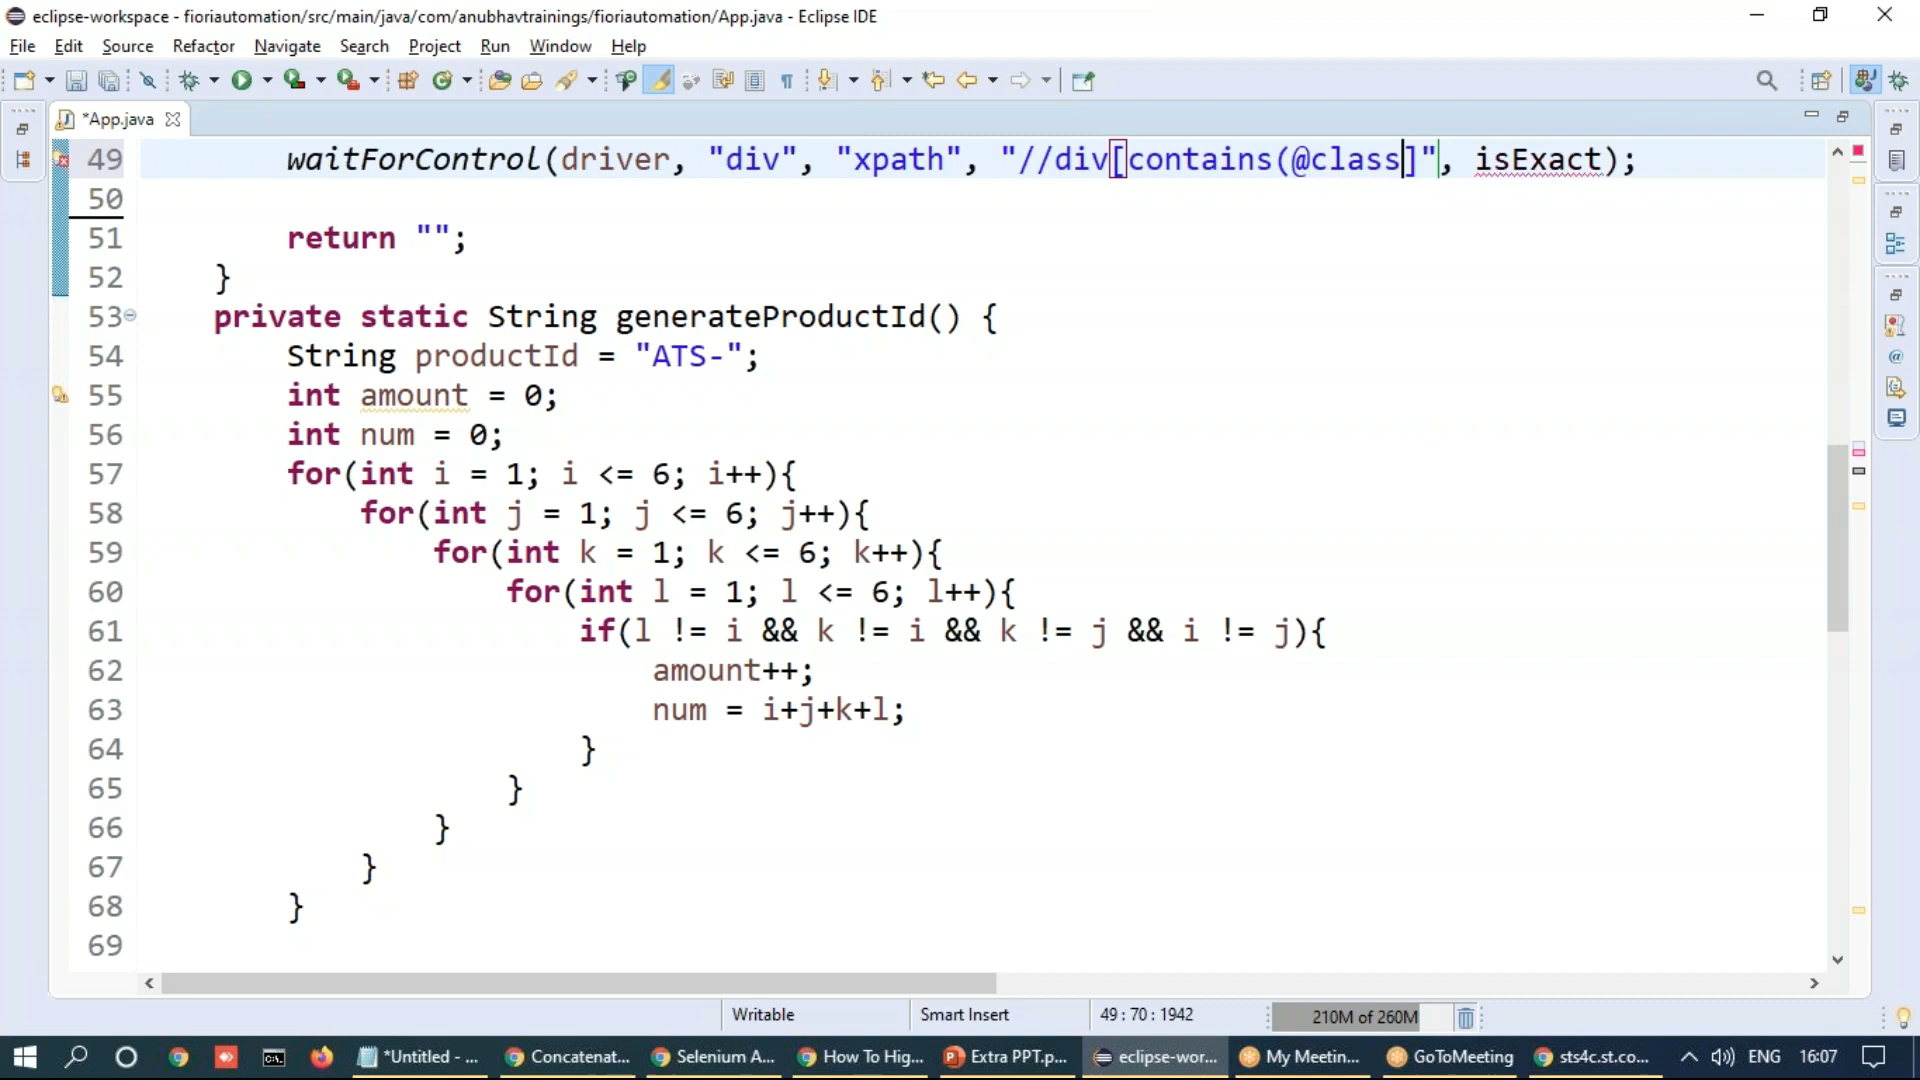 eclipse-workspace - fioriautomation/src/main/java/com/anubhavtrainings/fioriautomation/App.java - Eclipse IDE
File Edit Source Refactor Navigate Search Project Run Window Help
*App.java
49 waitForControl(driver, "div", "xpath", "//div[contains(@class]", isExact);
50
51 return "";
52 }
53 private static String generateProductId() {
54 String productId = "ATS-";
55 int amount = 0;
56 int num = 0;
57 for(int i = 1; i <= 6; i++){
58 for(int j = 1; j <= 6; j++){
59 for(int k = 1; k <= 6; k++){
60 for(int l = 1; l <= 6; l++){
61 if(l != i && k != i && k != j && i != j){
62 amount++;
63 num = i+j+k+l;
64 }
65 }
66 }
67 }
68 }
69
Writable Smart Insert 49 : 70 : 1942 210M of 260M
*Untitled - ... Concatenat... Selenium A... How To Hig... Extra PPT.p... eclipse-wor... My Meetin... GoToMeeting sts4c.st.co... ENG 16:07